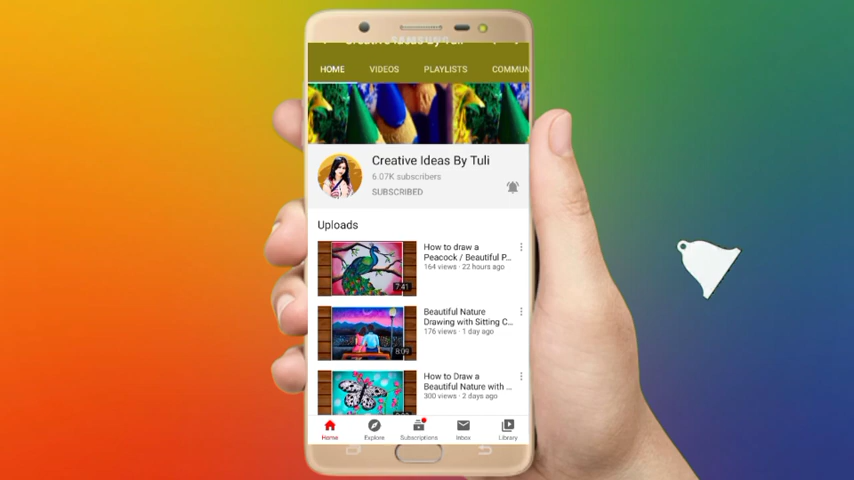 SAMSUNG
Creative Ideas By Tuli
HOME VIDEOS PLAYLISTS COMMUN
Creative Ideas By Tuli
6.07K subscribers
SUBSCRIBED
Uploads
How to draw a
Peacock / Beautiful P...
164 views · 22 hours ago
7:41
Beautiful Nature
Drawing with Sitting C...
176 views · 1 day ago
8:09
How to Draw a
Beautiful Nature with ...
300 views · 2 days ago
Home Explore Subscriptions Inbox Library